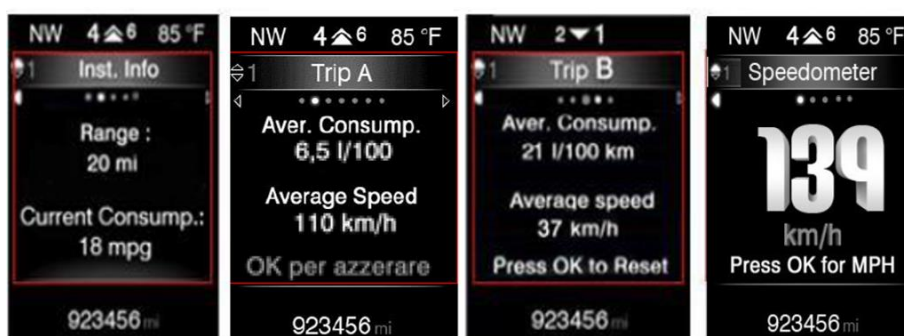 NW 4 6 85 °F
1 Inst. Info
Range :
20 mi
Current Consump.:
18 mpg
923456 mi
NW 4 6 85 °F
1 Trip A
Aver. Consump.
6,5 l/100
Average Speed
110 km/h
OK per azzerare
923456 mi
NW 2 1
1 Trip B
Aver. Consump.
21 l/100 km
Average speed
37 km/h
Press OK to Reset
923456 mi
NW 4 6 85 °F
1 Speedometer
139
km/h
Press OK for MPH
923456 mi